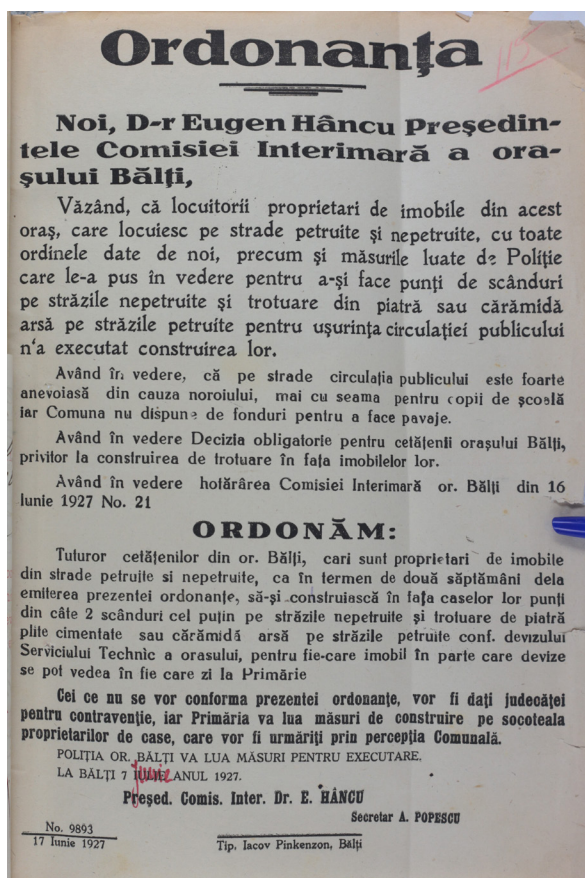 Ordonanța
115
Noi, D-r Eugen Hâncu Președin-
tele Comisiei Interimară a ora-
șului Bălți,
Văzând, că locuitorii proprietari de imobile din acest
oraș, care locuiesc pe strade petruite și nepetruite, cu toate
ordinele date de noi, precum și măsurile luate de Poliție
care le-a pus în vedere pentru a-și face punți de scânduri
pe străzile nepetruite și trotuare din piatră sau cărămidă
arsă pe străzile petruite pentru ușurința circulației publicului
n'a executat construirea lor.
Având în vedere, că pe strade circulația publicului este foarte
anevoiasă din cauza noroiului, mai cu seama pentru copii de școală
iar Comuna nu dispune de fonduri pentru a face pavaje.
Având în vedere Decizia obligatorie pentru cetățenii orașului Bălți,
privitor la construirea de trotuare în fața imobilelor lor.
Având în vedere hotărârea Comisiei Interimară or. Bălți din 16
Iunie 1927 No. 21
ORDONĂM:
Tuturor cetățenilor din or. Bălți, cari sunt proprietari de imobile
din strade petruite si nepetruite, ca în termen de două săptămâni dela
emiterea prezentei ordonanțe, să-și construiască în fața caselor lor punți
din câte 2 scânduri cel puțin pe străzile nepetruite și trotuare de piatră
plite cimentate sau cărămidă arsă pe străzile petruite conf. devizului
Serviciului Technic a orasului, pentru fie-care imobil în parte care devize
se pot vedea în fie care zi la Primărie
Cei ce nu se vor conforma prezentei ordonanțe, vor fi dați judecăței
pentru contravenție, iar Primăria va lua măsuri de construire pe socoteala
proprietarilor de case, care vor fi urmăriți prin percepția Comunală.
POLIȚIA OR. BĂLȚI VA LUA MĂSURI PENTRU EXECUTARE.
LA BĂLȚI 7 Iunie ANUL 1927.
Președ. Comis. Inter. Dr. E. HÂNCU
Secretar A. POPESCU
No. 9893
17 Iunie 1927
Tip. Iacov Pinkenzon, Bălți